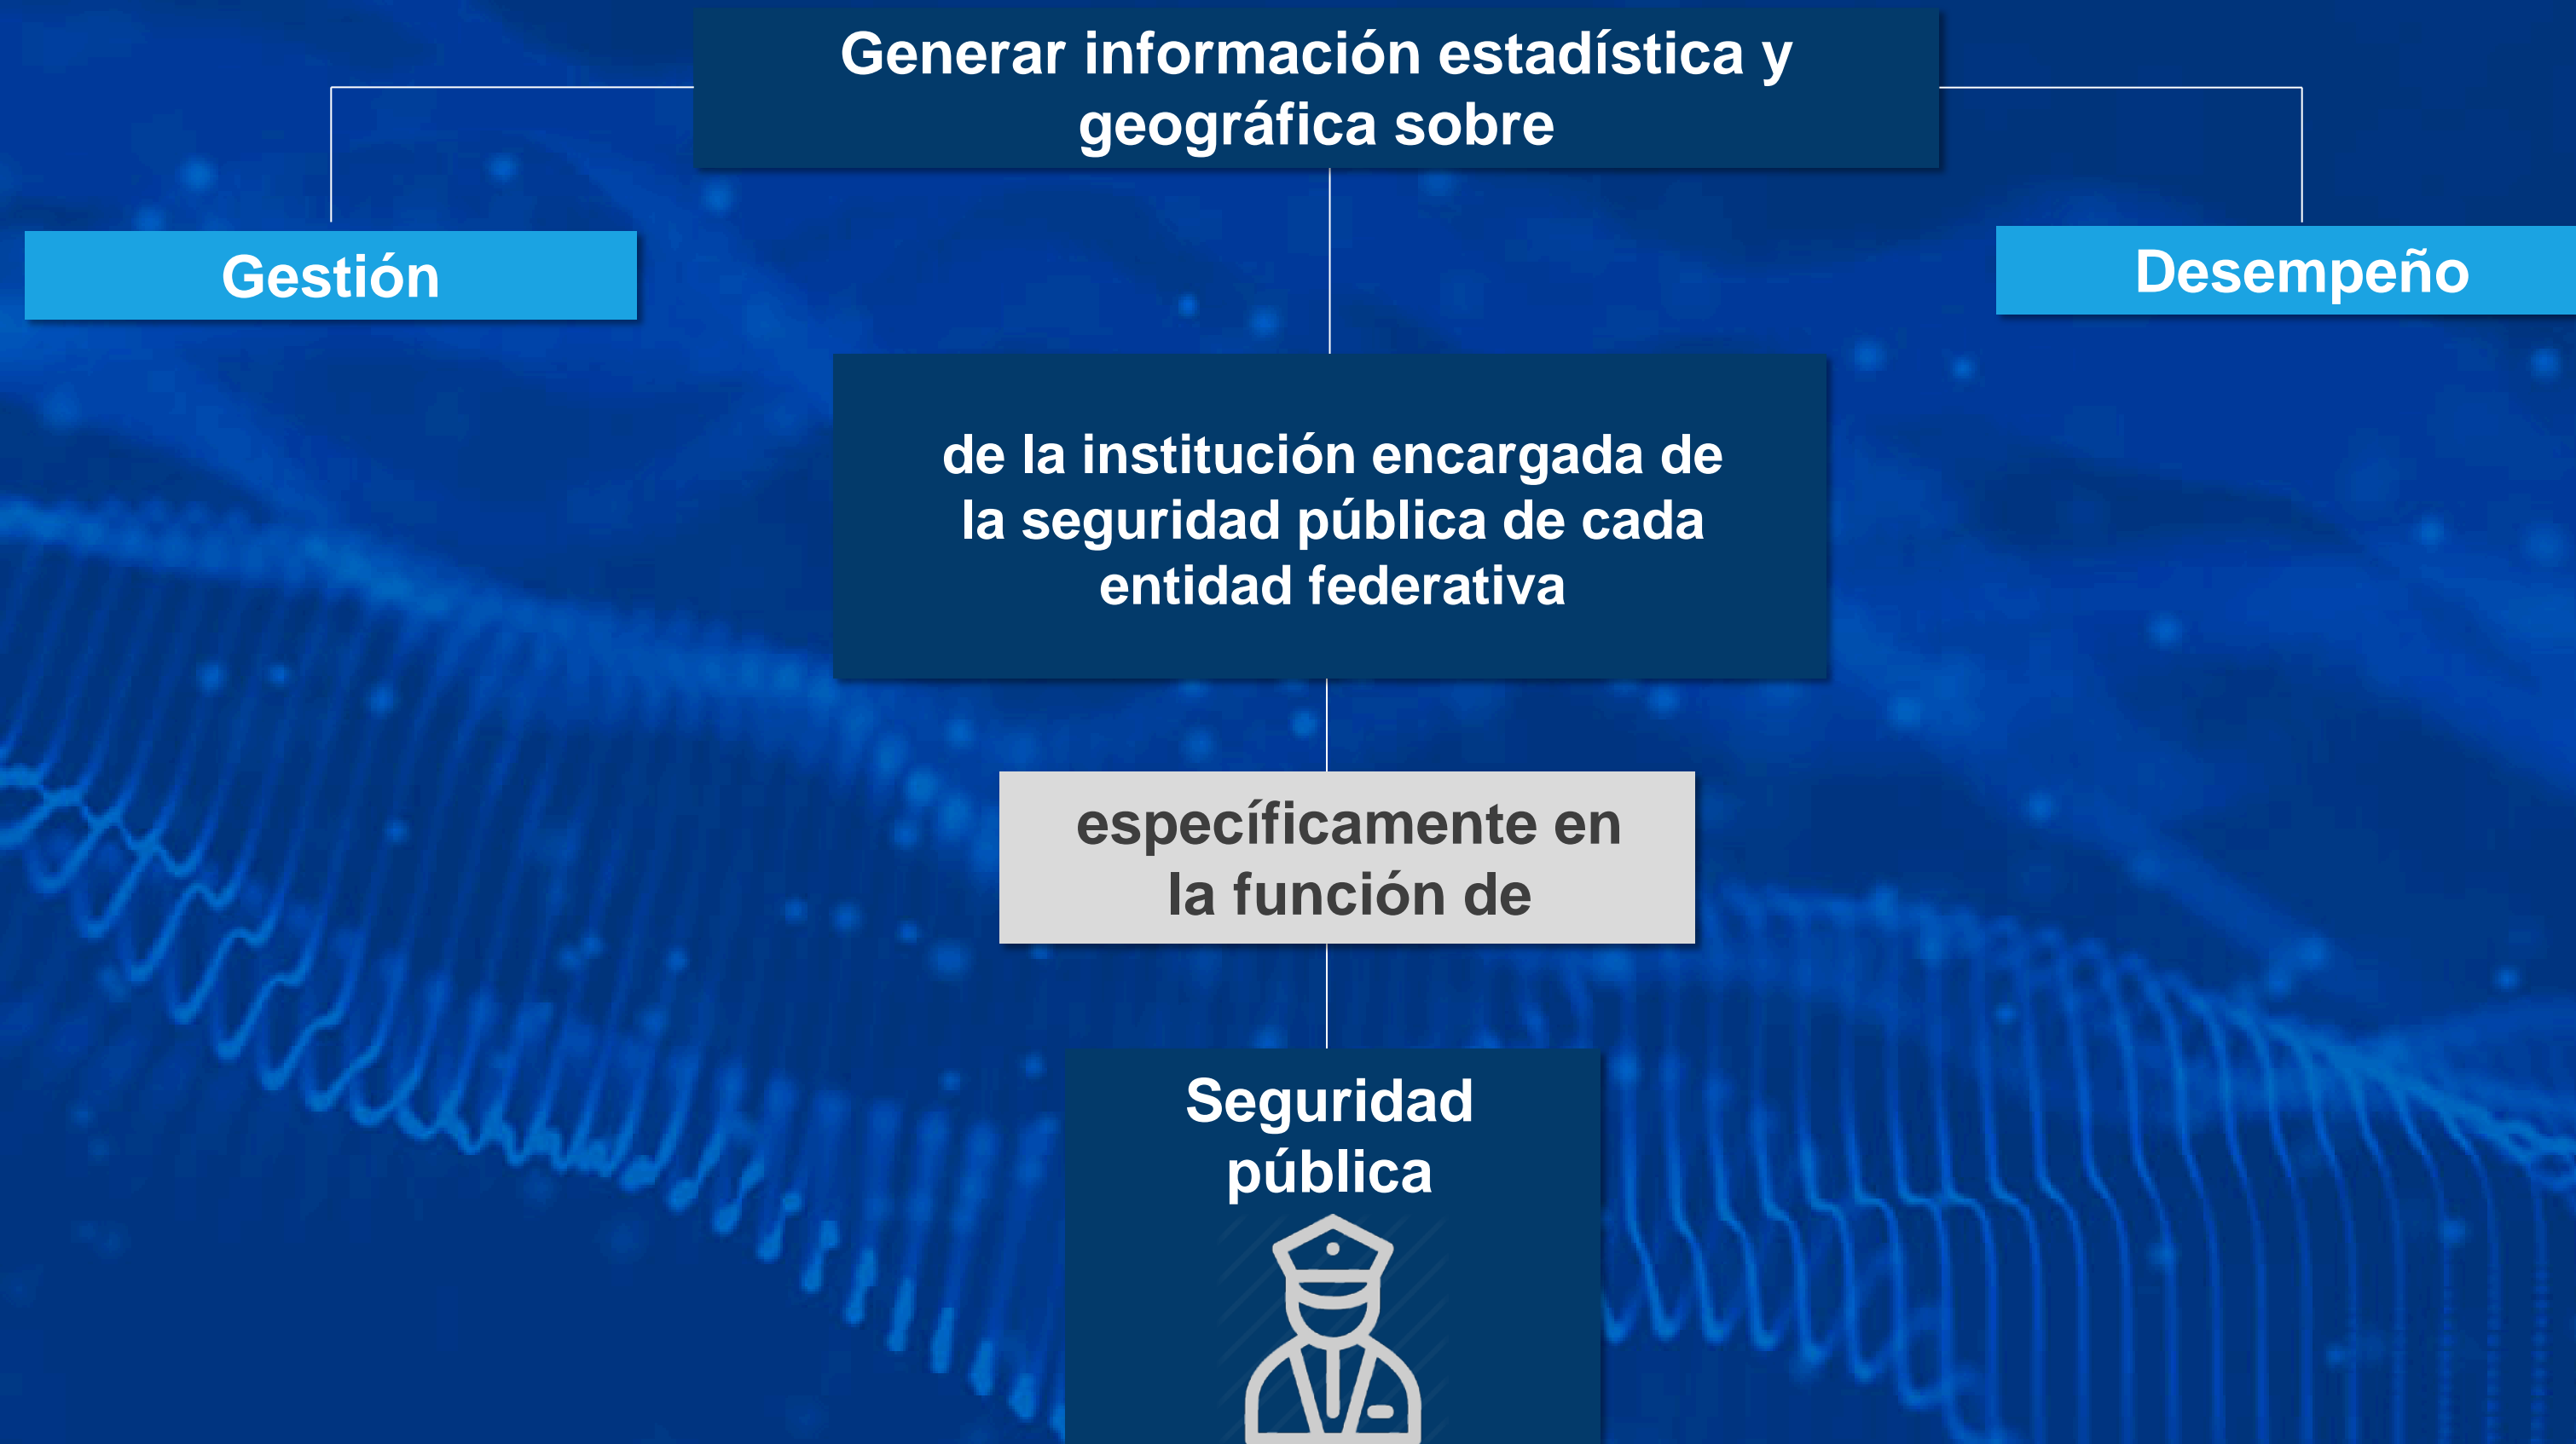 Generar información estadística y
geográfica sobre
Gestión
Desempeño
de la institución encargada de
la seguridad pública de cada
entidad federativa
específicamente en
la función de
Seguridad
pública